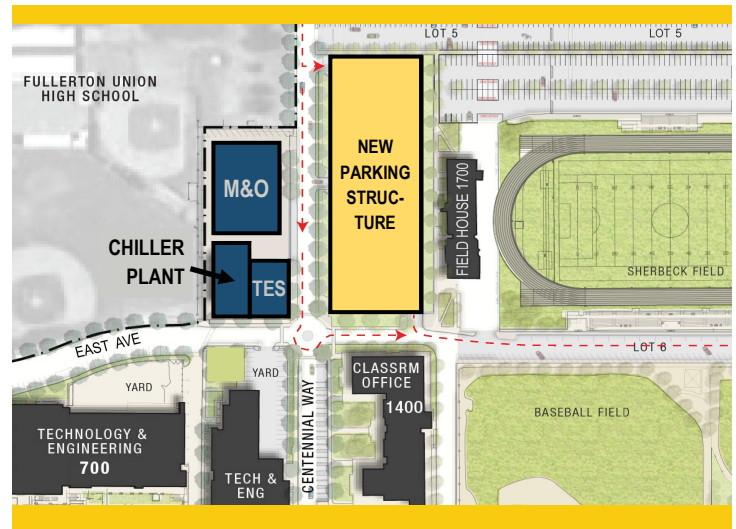 LOT 5
LOT 5
FULLERTON UNION
HIGH SCHOOL
M&O
NEW
PARKING
STRUC-
TURE
FIELD HOUSE 1700
CHILLER
PLANT
TES
SHERBECK FIELD
EAST AVE
LOT 6
YARD
YARD
CLASSRM
OFFICE
1400
CENTENNIAL WAY
BASEBALL FIELD
TECHNOLOGY &
ENGINEERING
700
TECH &
ENG